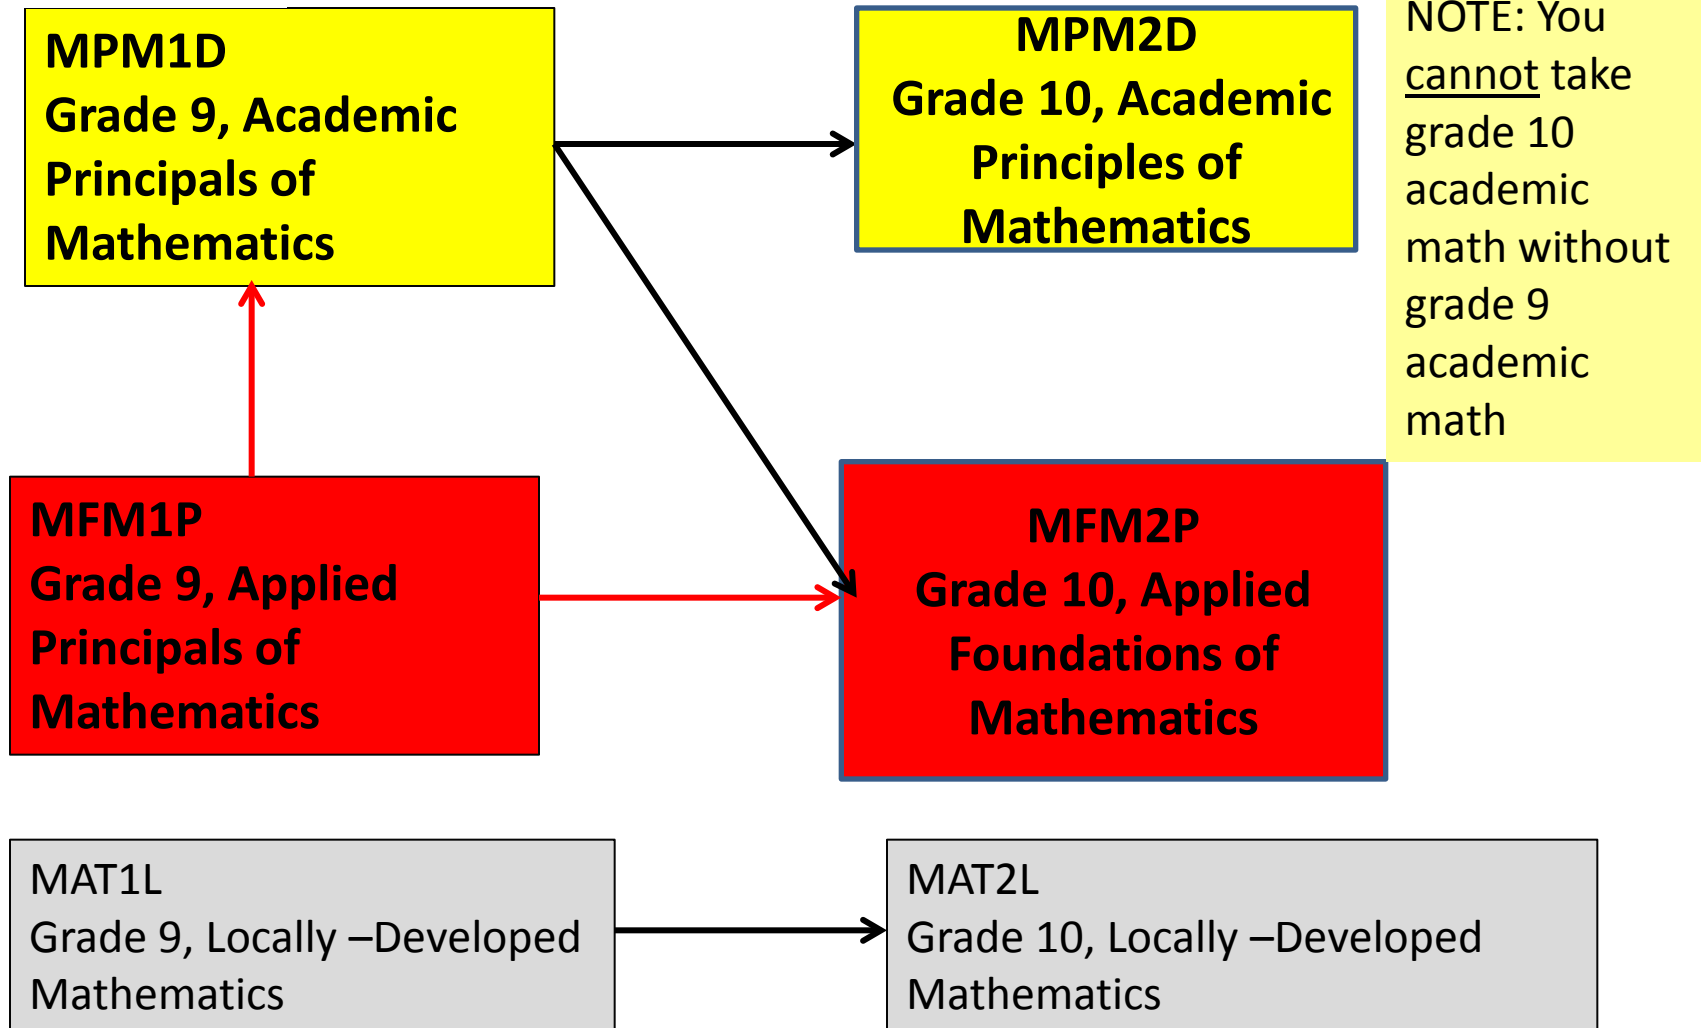 MPM1D
Grade 9, Academic
Principals of
Mathematics
MPM2D
Grade 10, Academic
Principles of
Mathematics
NOTE: You
cannot take
grade 10
academic
math without
grade 9
academic
math
MFM1P
Grade 9, Applied
Principals of
Mathematics
MFM2P
Grade 10, Applied
Foundations of
Mathematics
MAT1L
Grade 9, Locally –Developed
Mathematics
MAT2L
Grade 10, Locally –Developed
Mathematics